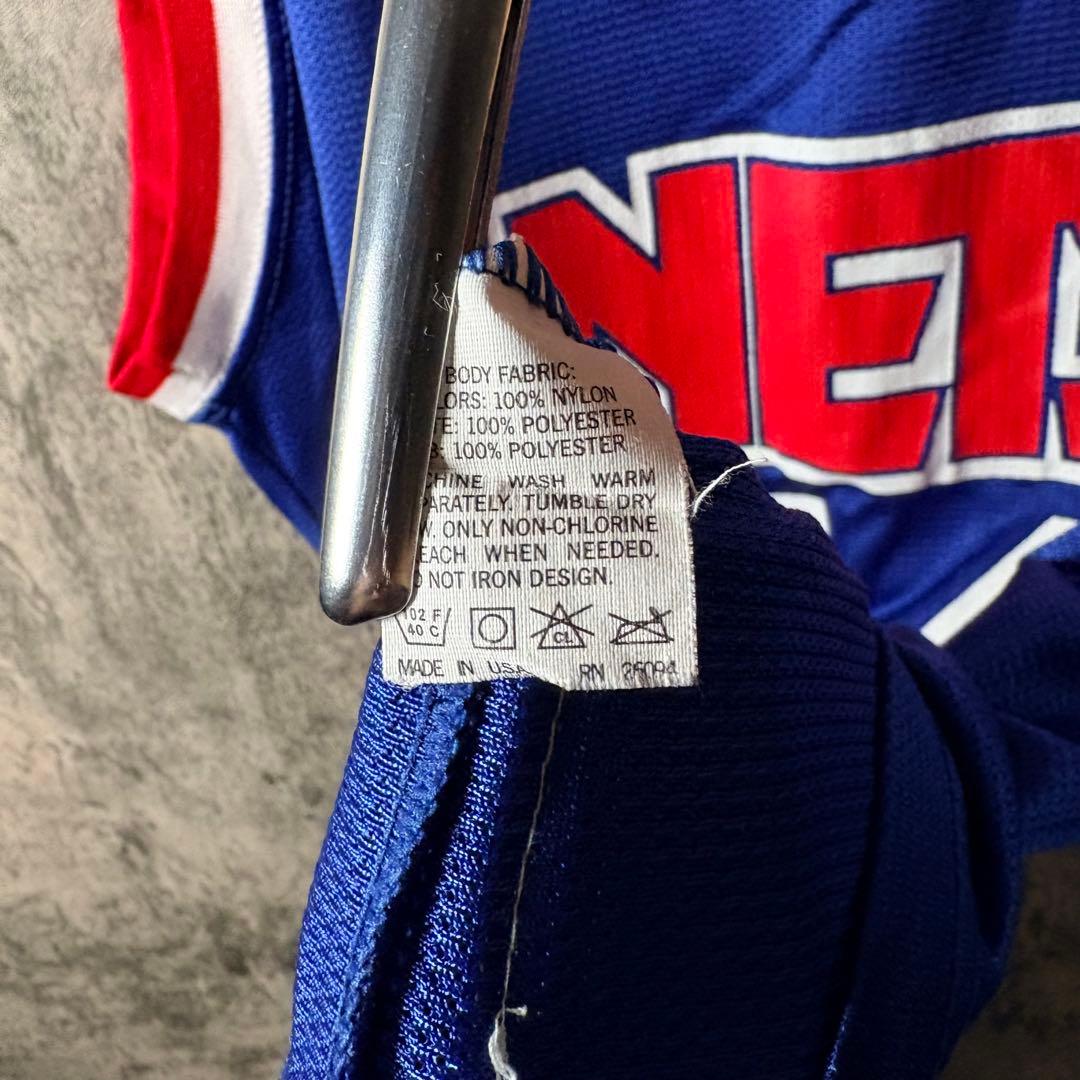 NE
BODY FABRIC:
LORS: 100% NYLON
TE: 100% POLYESTER
: 100% POLYESTER
CHINE WASH WARM
PARATELY. TUMBLE DRY
W. ONLY NON-CHLORINE
EACH WHEN NEEDED.
O NOT IRON DESIGN.
102 F/
40 C
CL
MADE IN USA RN 26094